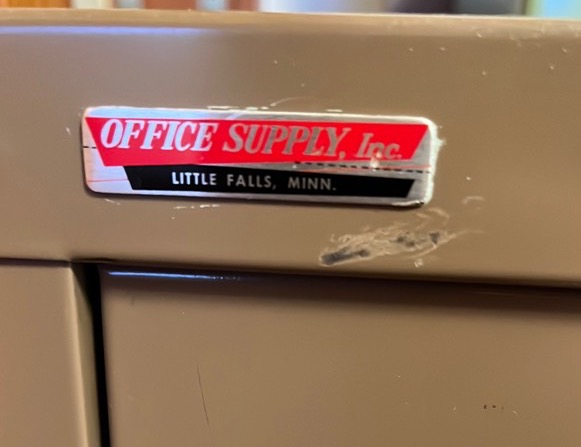 OFFICE SUPPLY, Inc.
LITTLE FALLS, MINN.